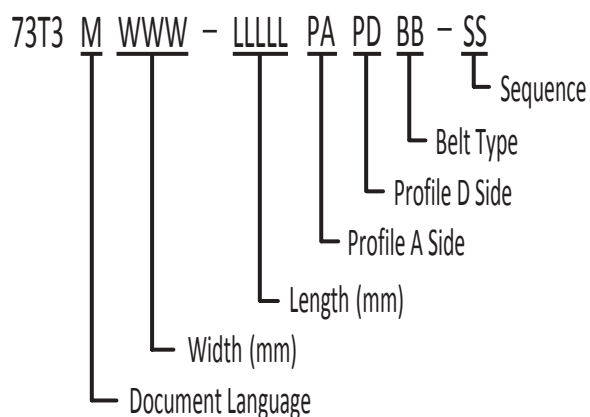 73T3 M WWW – LLLLL PA PD BB – SS
Sequence
Belt Type
Profile D Side
Profile A Side
Length (mm)
Width (mm)
Document Language